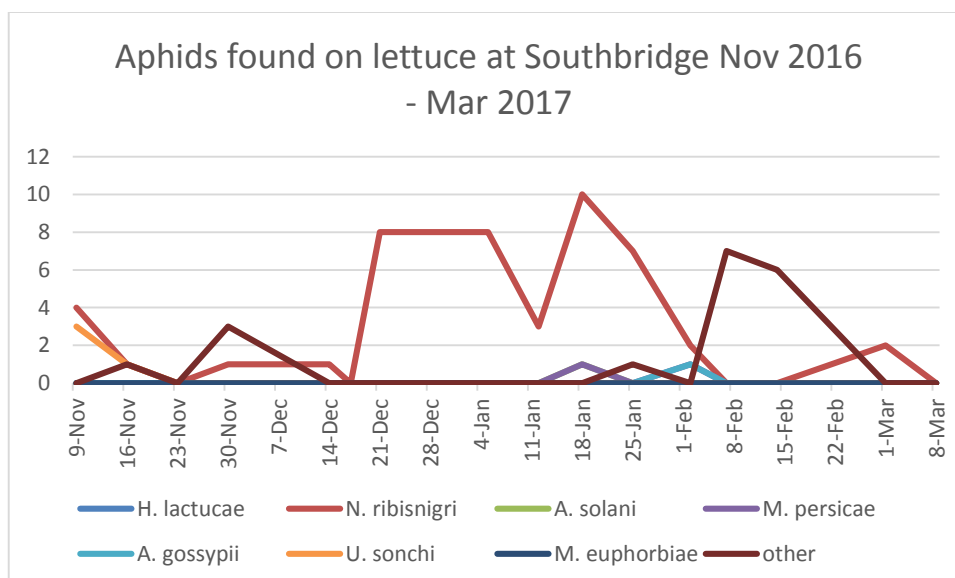 Aphids found on lettuce at Southbridge Nov 2016
- Mar 2017
12
10
8
6
4
2
0
9-Nov
16-Nov
23-Nov
30-Nov
7-Dec
14-Dec
21-Dec
28-Dec
4-Jan
11-Jan
18-Jan
25-Jan
1-Feb
8-Feb
15-Feb
22-Feb
1-Mar
8-Mar
H. lactucae N. ribisnigri A. solani M. persicae
A. gossypii U. sonchi M. euphorbiae other